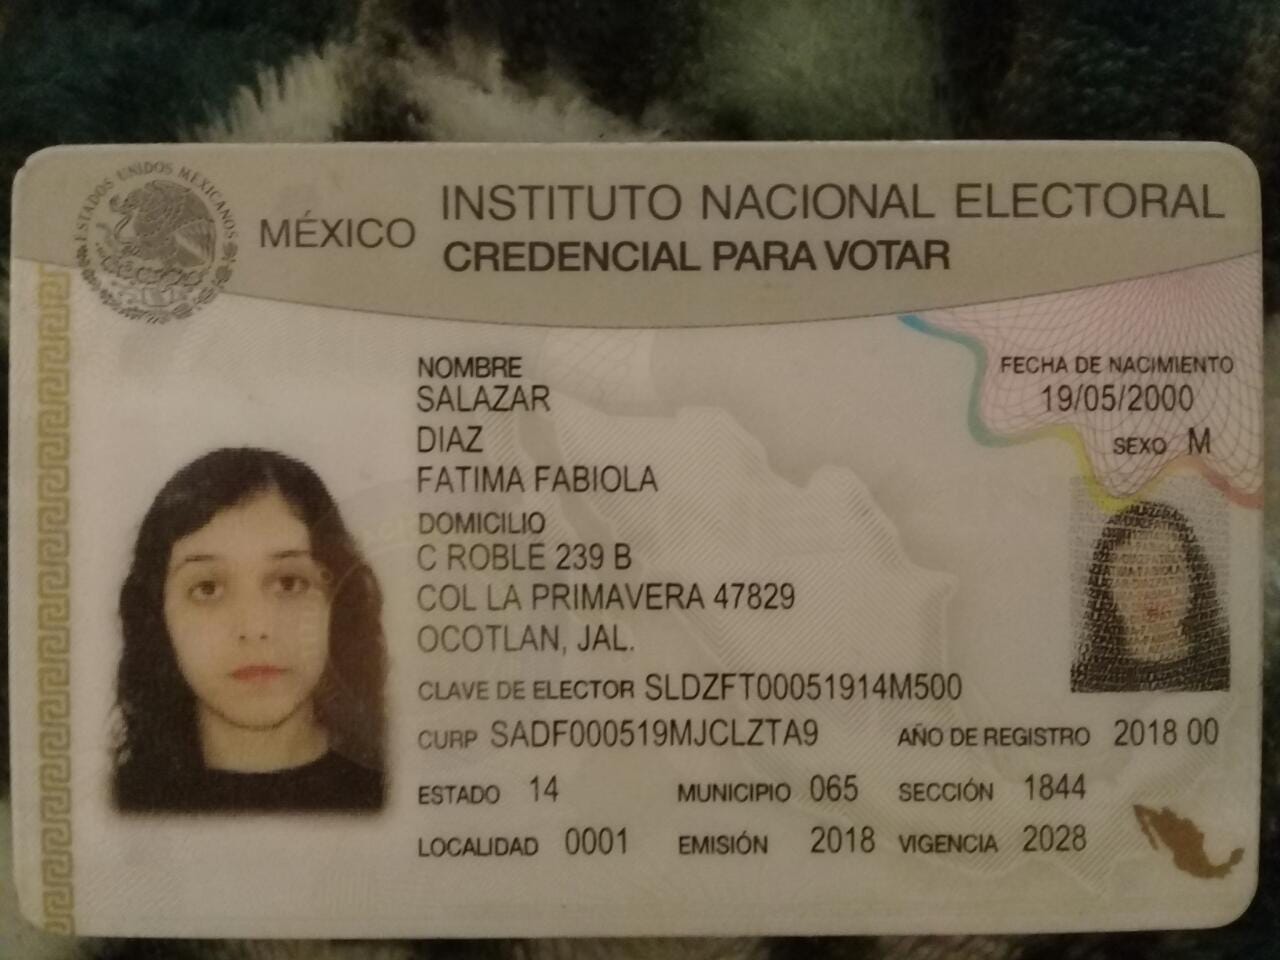 ESTADOS UNIDOS MEXICANOS
MÉXICO
INSTITUTO NACIONAL ELECTORAL
CREDENCIAL PARA VOTAR
NOMBRE
SALAZAR
DIAZ
FATIMA FABIOLA
FECHA DE NACIMIENTO
19/05/2000
SEXO M
DOMICILIO
C ROBLE 239 B
COL LA PRIMAVERA 47829
OCOTLAN, JAL.
CLAVE DE ELECTOR SLDZFT00051914M500
CURP SADF000519MJCLZTA9 AÑO DE REGISTRO 2018 00
ESTADO 14 MUNICIPIO 065 SECCIÓN 1844
LOCALIDAD 0001 EMISIÓN 2018 VIGENCIA 2028